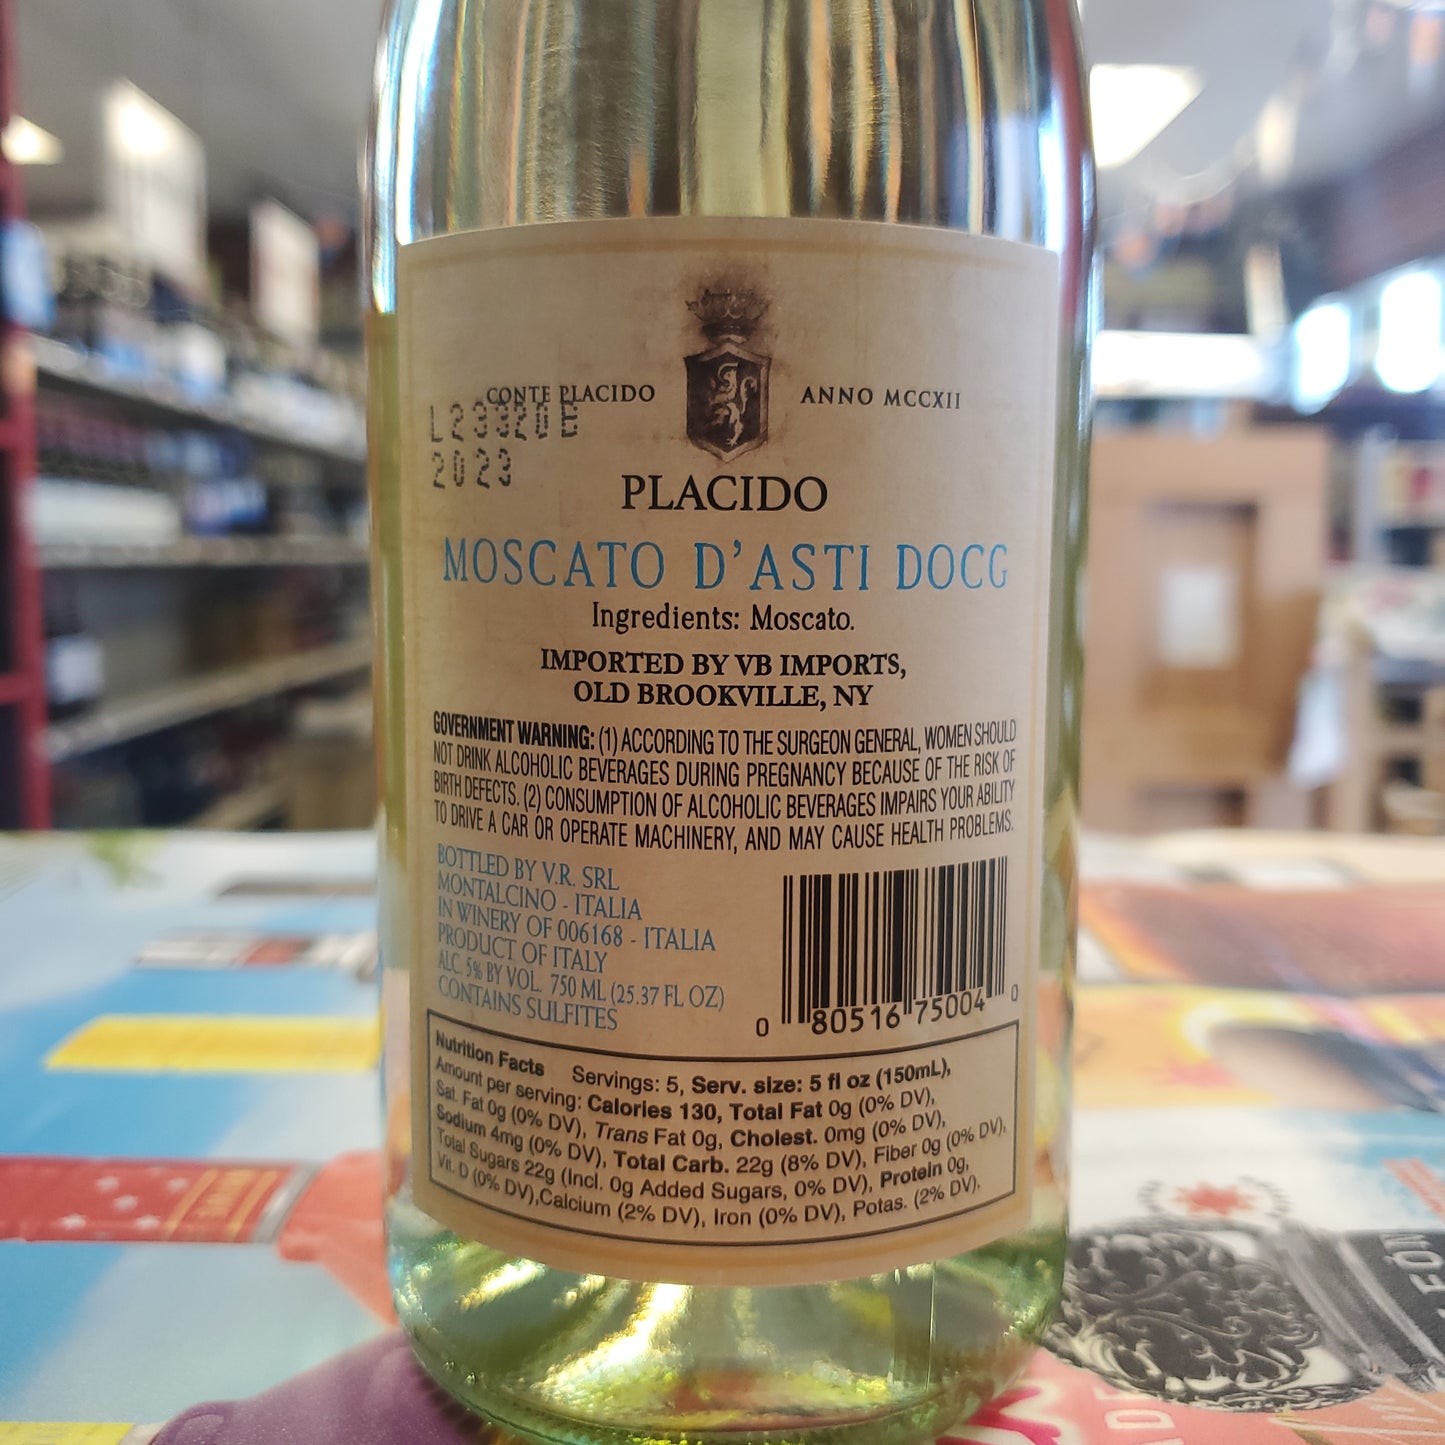 CONTE PLACIDO ANNO MCCXII
L23320B
2023
PLACIDO
MOSCATO D'ASTI DOCG
Ingredients: Moscato.
IMPORTED BY VB IMPORTS,
OLD BROOKVILLE, NY
GOVERNMENT WARNING: (1) ACCORDING TO THE SURGEON GENERAL, WOMEN SHOULD
NOT DRINK ALCOHOLIC BEVERAGES DURING PREGNANCY BECAUSE OF THE RISK OF
BIRTH DEFECTS. (2) CONSUMPTION OF ALCOHOLIC BEVERAGES IMPAIRS YOUR ABILITY
TO DRIVE A CAR OR OPERATE MACHINERY, AND MAY CAUSE HEALTH PROBLEMS.
BOTTLED BY V.R. SRL
MONTALCINO - ITALIA
IN WINERY OF 006168 - ITALIA
PRODUCT OF ITALY
ALC. 5% BY VOL. 750 ML (25.37 FL OZ)
CONTAINS SULFITES
0 80516 75004 0
Nutrition Facts Servings: 5, Serv. size: 5 fl oz (150mL),
Amount per serving: Calories 130, Total Fat 0g (0% DV),
Sat. Fat 0g (0% DV), Trans Fat 0g, Cholest. 0mg (0% DV),
Sodium 4mg (0% DV), Total Carb. 22g (8% DV), Fiber 0g (0% DV),
Total Sugars 22g (Incl. 0g Added Sugars, 0% DV), Protein 0g,
Vit. D (0% DV),Calcium (2% DV), Iron (0% DV), Potas. (2% DV).